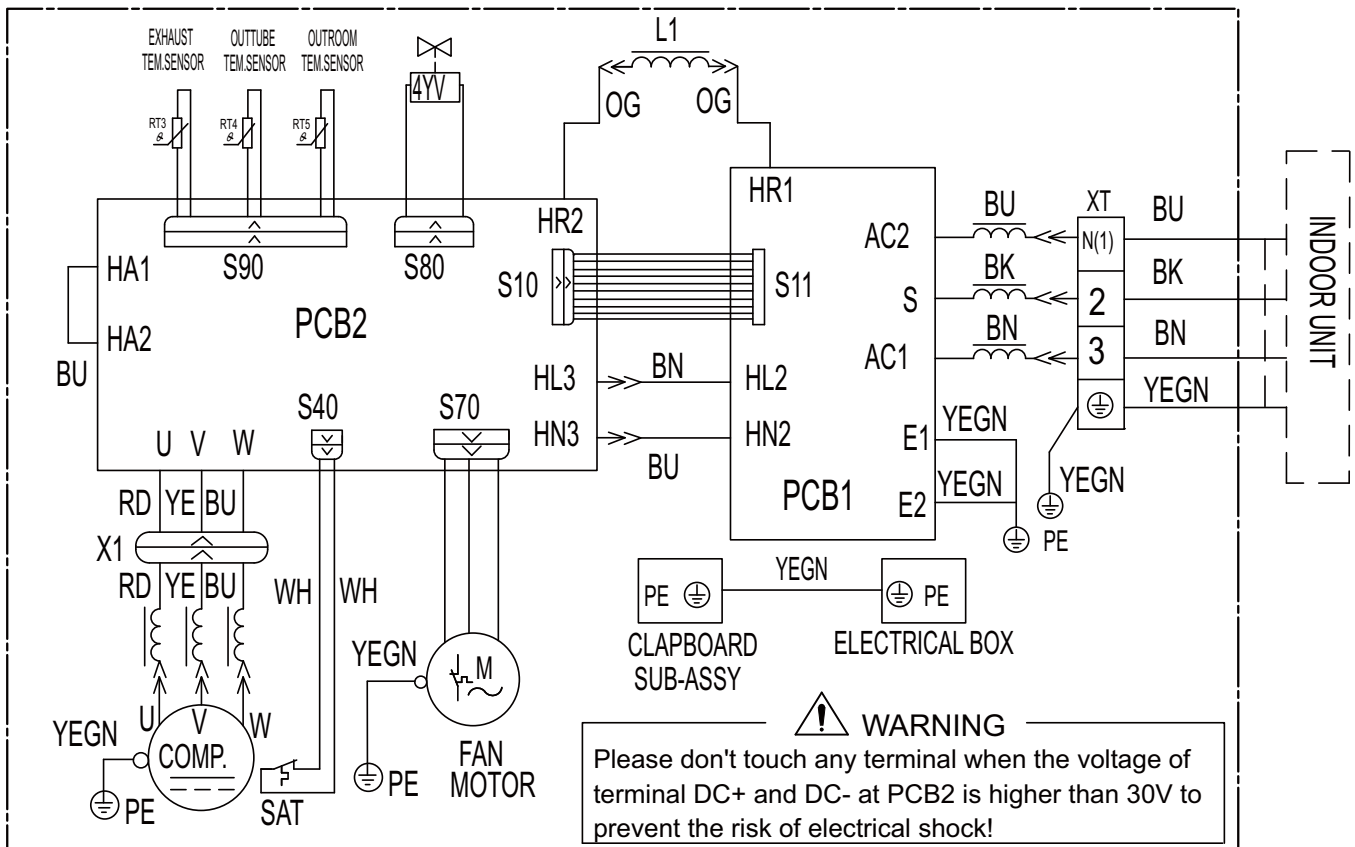 EXHAUST
TEM.SENSOR
OUTTUBE
TEM.SENSOR
OUTROOM
TEM.SENSOR
RT3
RT4
RT5
4YV
L1
OG
OG
HR1
HR2
HA1
HA2
BU
S90
S80
S10
S11
PCB2
HL3
BN
HL2
HN3
BU
HN2
S40
S70
U
V
W
RD
YE
BU
X1
RD
YE
BU
WH
WH
U
V
W
COMP.
YEGN
PE
SAT
YEGN
PE
M
FAN
MOTOR
AC2
S
AC1
BU
BK
BN
XT
N(1)
2
3
BU
BK
BN
YEGN
INDOOR UNIT
E1
E2
YEGN
YEGN
PE
YEGN
PCB1
PE
YEGN
PE
CLAPBOARD
SUB-ASSY
ELECTRICAL BOX
WARNING
Please don't touch any terminal when the voltage of
terminal DC+ and DC- at PCB2 is higher than 30V to
prevent the risk of electrical shock!